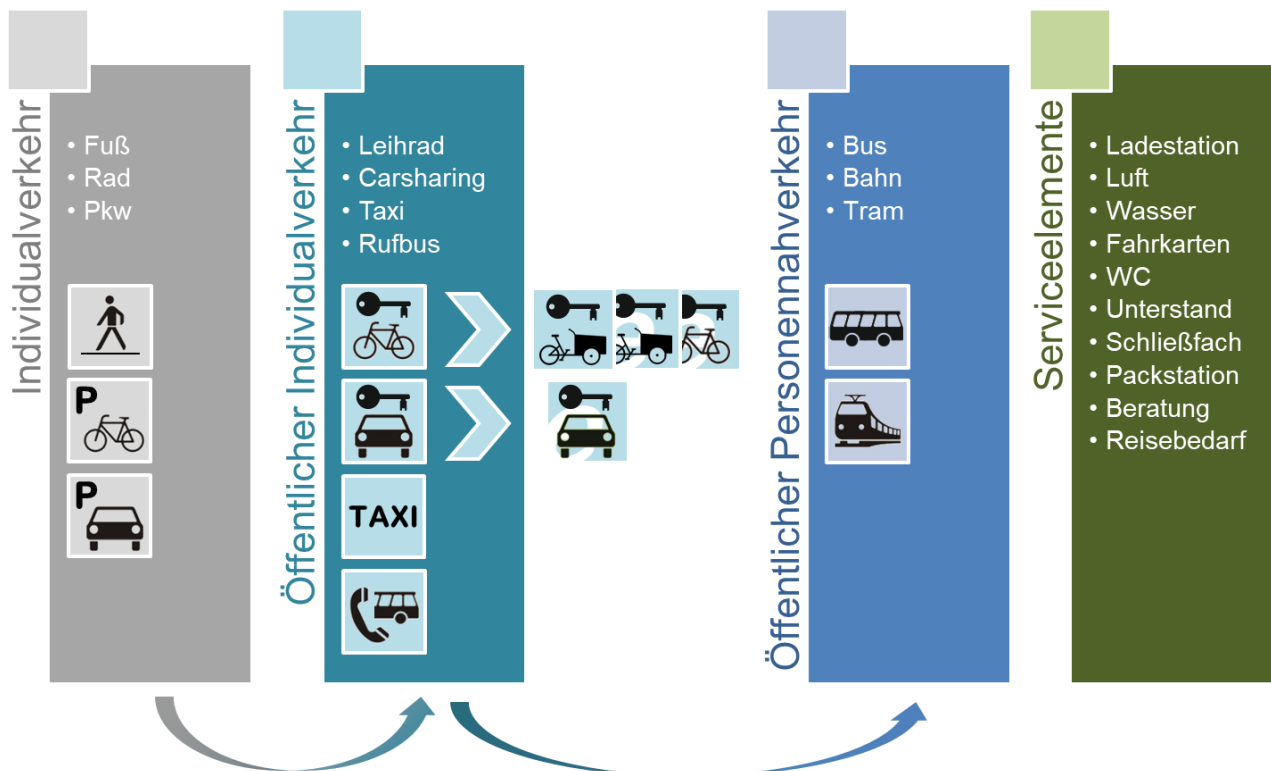 Individualverkehr
• Fuß
• Rad
• Pkw
P
P
Öffentlicher Individualverkehr
• Leihrad
• Carsharing
• Taxi
• Rufbus
TAXI
e
e
e
Öffentlicher Personennahverkehr
• Bus
• Bahn
• Tram
Serviceelemente
• Ladestation
• Luft
• Wasser
• Fahrkarten
• WC
• Unterstand
• Schließfach
• Packstation
• Beratung
• Reisebedarf